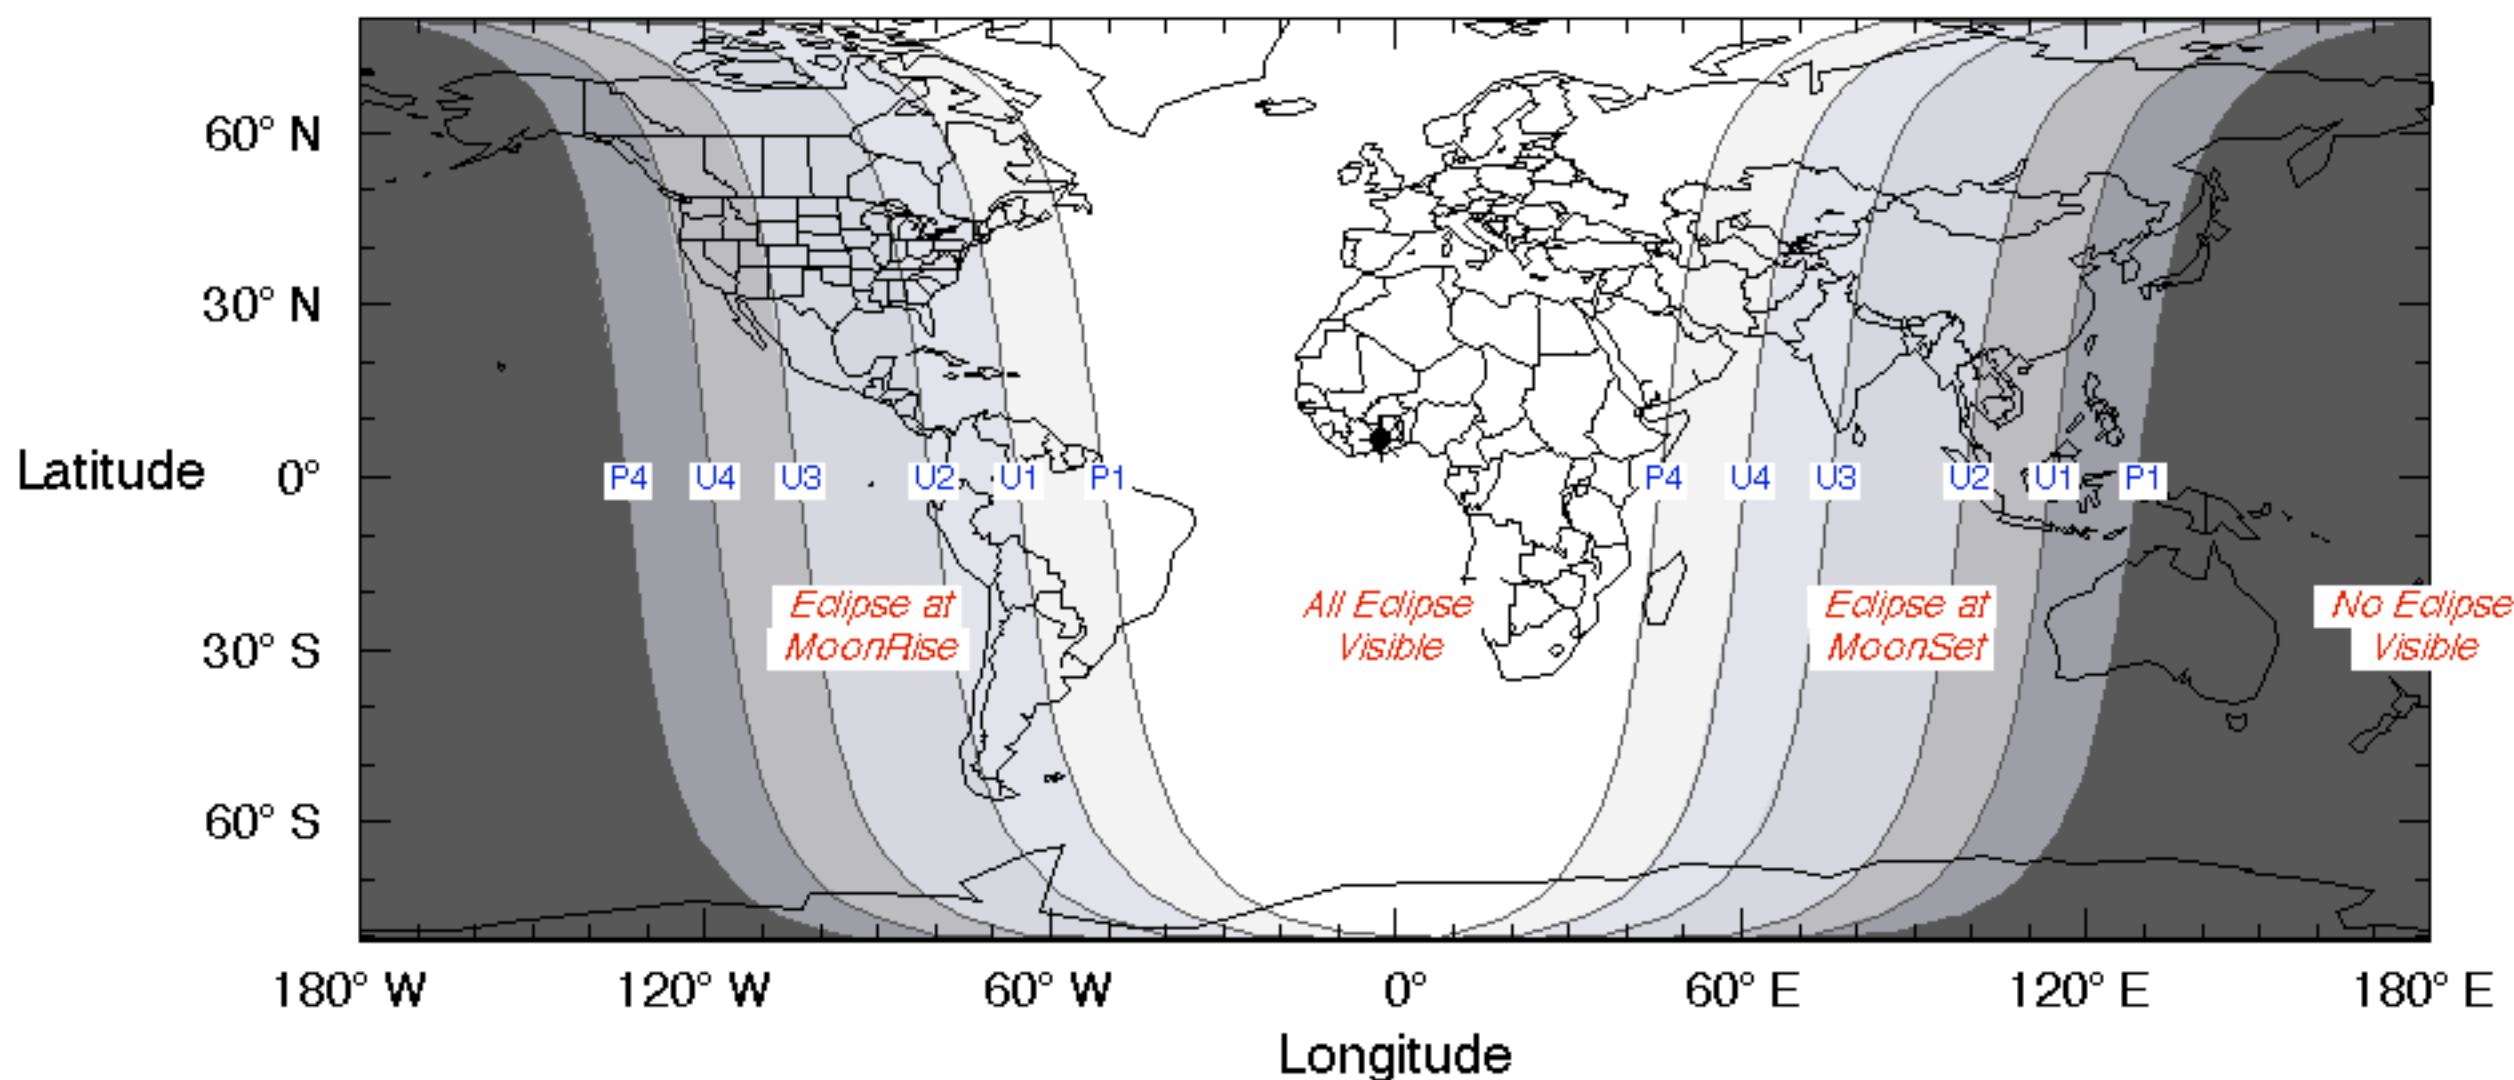 60° N
30° N
Latitude 0°
P4 U4 U3 U2 U1 P1 P4 U4 U3 U2 U1 P1
Eclipse at
MoonRise
All Eclipse
Visible
Eclipse at
MoonSet
No Eclipse
Visible
30° S
60° S
180° W 120° W 60° W 0° 60° E 120° E 180° E
Longitude